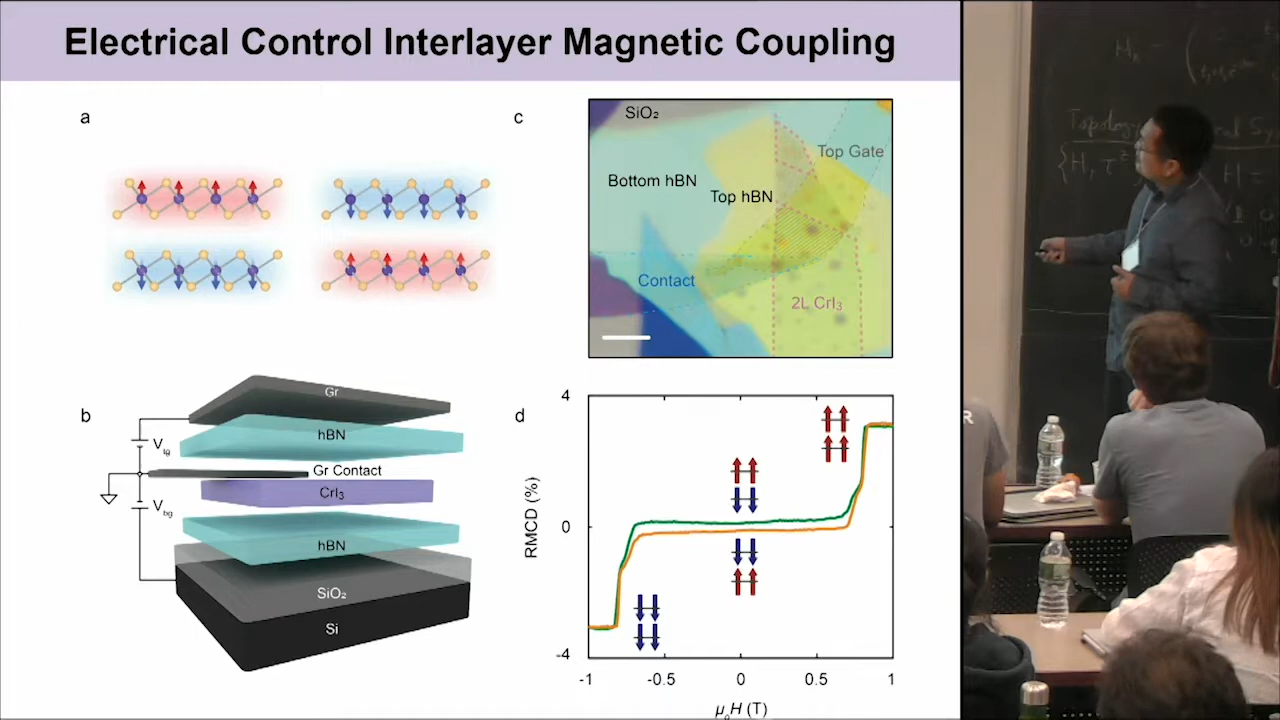 Electrical Control Interlayer Magnetic Coupling
a
c
SiO₂
Top Gate
Bottom hBN
Top hBN
Contact
2L CrI₃
b
Gr
hBN
Vtg
Gr Contact
CrI₃
Vbg
hBN
SiO₂
Si
d
4
RMCD (%)
0
-4
-1
-0.5
0
0.5
1
μ₀H (T)
Topology
H =
R